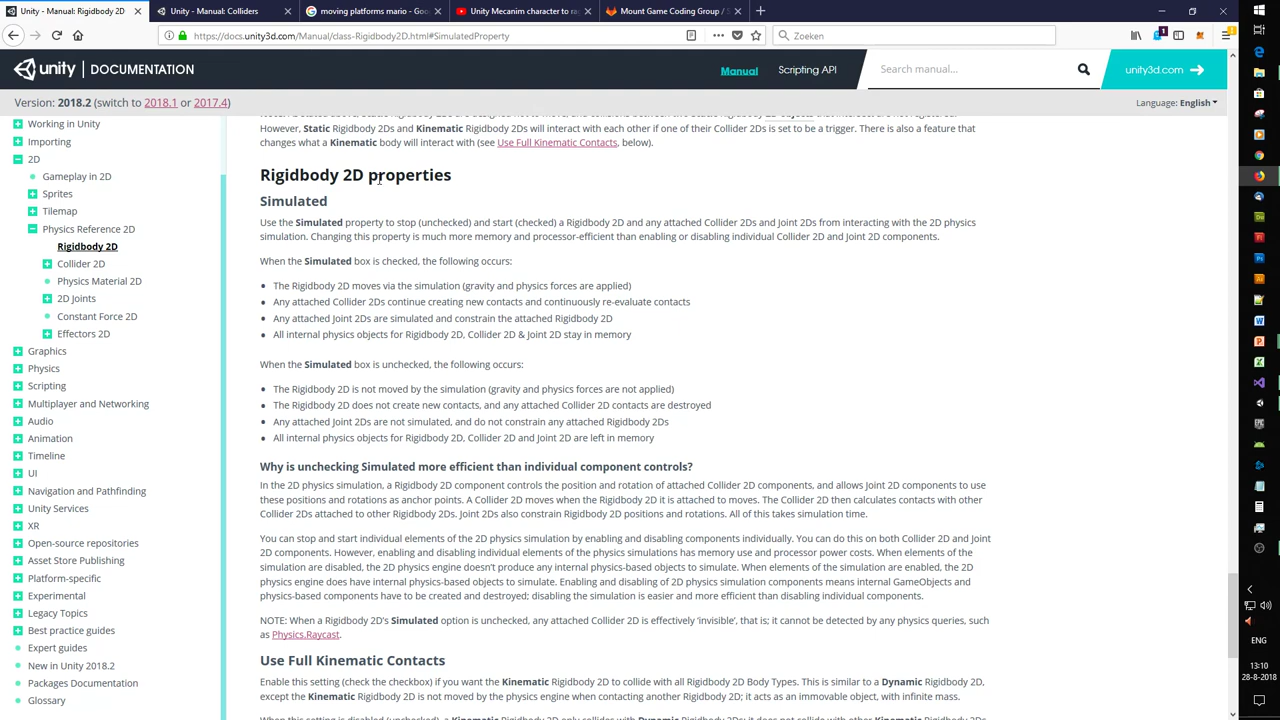 Unity - Manual: Rigidbody 2D
Unity - Manual: Colliders
moving platforms mario - Goo
Unity Mecanim character to rag
Mount Game Coding Group / S
https://docs.unity3d.com/Manual/class-Rigidbody2D.html#SimulatedProperty
Zoeken
unity | DOCUMENTATION
Manual
Scripting API
Search manual...
unity3d.com
Version: 2018.2 (switch to 2018.1 or 2017.4)
Language: English
Working in Unity
Importing
2D
Gameplay in 2D
Sprites
Tilemap
Physics Reference 2D
Rigidbody 2D
Collider 2D
Physics Material 2D
2D Joints
Constant Force 2D
Effectors 2D
Graphics
Physics
Scripting
Multiplayer and Networking
Audio
Animation
Timeline
UI
Navigation and Pathfinding
Unity Services
XR
Open-source repositories
Asset Store Publishing
Platform-specific
Experimental
Legacy Topics
Best practice guides
Expert guides
New in Unity 2018.2
Packages Documentation
Glossary
However, Static Rigidbody 2Ds and Kinematic Rigidbody 2Ds will interact with each other if one of their Collider 2Ds is set to be a trigger. There is also a feature that
changes what a Kinematic body will interact with (see Use Full Kinematic Contacts, below).
Rigidbody 2D properties
Simulated
Use the Simulated property to stop (unchecked) and start (checked) a Rigidbody 2D and any attached Collider 2Ds and Joint 2Ds from interacting with the 2D physics
simulation. Changing this property is much more memory and processor-efficient than enabling or disabling individual Collider 2D and Joint 2D components.
When the Simulated box is checked, the following occurs:
The Rigidbody 2D moves via the simulation (gravity and physics forces are applied)
Any attached Collider 2Ds continue creating new contacts and continuously re-evaluate contacts
Any attached Joint 2Ds are simulated and constrain the attached Rigidbody 2D
All internal physics objects for Rigidbody 2D, Collider 2D & Joint 2D stay in memory
When the Simulated box is unchecked, the following occurs:
The Rigidbody 2D is not moved by the simulation (gravity and physics forces are not applied)
The Rigidbody 2D does not create new contacts, and any attached Collider 2D contacts are destroyed
Any attached Joint 2Ds are not simulated, and do not constrain any attached Rigidbody 2Ds
All internal physics objects for Rigidbody 2D, Collider 2D and Joint 2D are left in memory
Why is unchecking Simulated more efficient than individual component controls?
In the 2D physics simulation, a Rigidbody 2D component controls the position and rotation of attached Collider 2D components, and allows Joint 2D components to use
these positions and rotations as anchor points. A Collider 2D moves when the Rigidbody 2D it is attached to moves. The Collider 2D then calculates contacts with other
Collider 2Ds attached to other Rigidbody 2Ds. Joint 2Ds also constrain Rigidbody 2D positions and rotations. All of this takes simulation time.
You can stop and start individual elements of the 2D physics simulation by enabling and disabling components individually. You can do this on both Collider 2D and Joint
2D components. However, enabling and disabling individual elements of the physics simulations has memory use and processor power costs. When elements of the
simulation are disabled, the 2D physics engine doesn't produce any internal physics-based objects to simulate. When elements of the simulation are enabled, the 2D
physics engine does have internal physics-based objects to simulate. Enabling and disabling of 2D physics simulation components means internal GameObjects and
physics-based components have to be created and destroyed; disabling the simulation is easier and more efficient than disabling individual components.
NOTE: When a Rigidbody 2D's Simulated option is unchecked, any attached Collider 2D is effectively 'invisible', that is; it cannot be detected by any physics queries, such
as Physics.Raycast.
Use Full Kinematic Contacts
Enable this setting (check the checkbox) if you want the Kinematic Rigidbody 2D to collide with all Rigidbody 2D Body Types. This is similar to a Dynamic Rigidbody 2D,
except the Kinematic Rigidbody 2D is not moved by the physics engine when contacting another Rigidbody 2D; it acts as an immovable object, with infinite mass.
ENG
13:10
28-8-2018